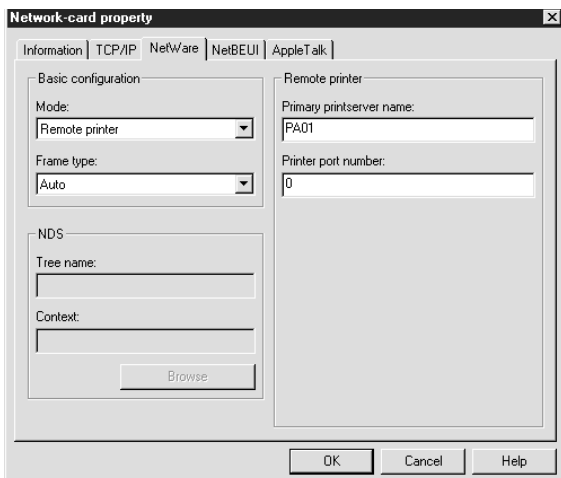 Network-card property
Information TCP/IP NetWare NetBEUI AppleTalk
Basic configuration
Mode:
Remote printer
Frame type:
Auto
NDS
Tree name:
Context:
Browse
Remote printer
Primary printserver name:
PA01
Printer port number:
0
OK Cancel Help